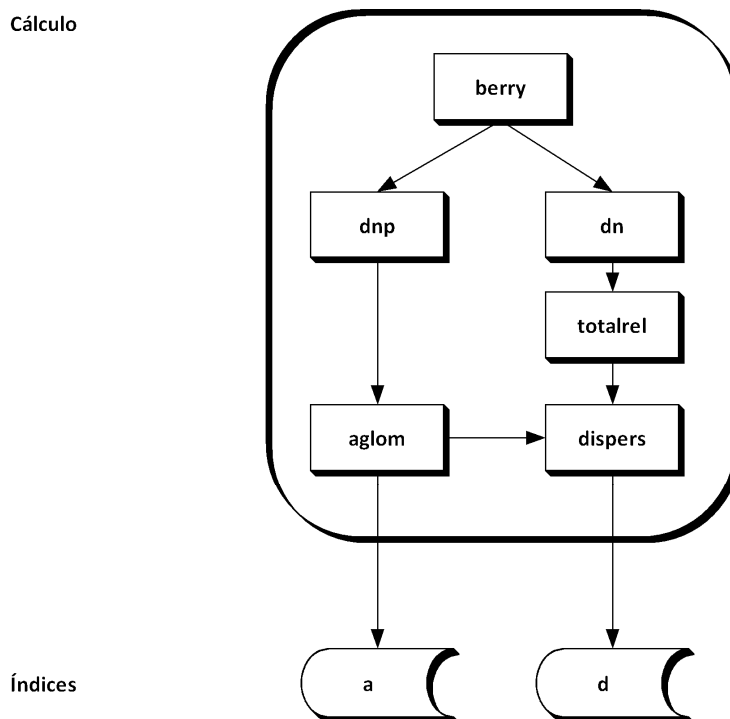 Cálculo
berry
dnp
dn
totalrel
aglom
dispers
Índices
a
d